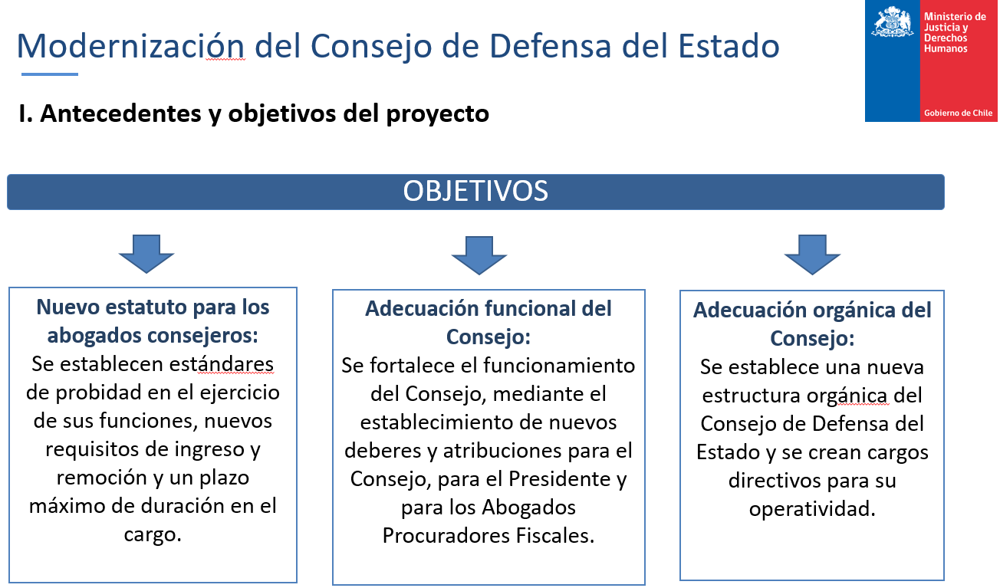 Modernización del Consejo de Defensa del Estado
Ministerio de
Justicia y
Derechos
Humanos
Gobierno de Chile
I. Antecedentes y objetivos del proyecto
OBJETIVOS
Nuevo estatuto para los
abogados consejeros:
Se establecen estándares
de probidad en el ejercicio
de sus funciones, nuevos
requisitos de ingreso y
remoción y un plazo
máximo de duración en el
cargo.
Adecuación funcional del
Consejo:
Se fortalece el funcionamiento
del Consejo, mediante el
establecimiento de nuevos
deberes y atribuciones para el
Consejo, para el Presidente y
para los Abogados
Procuradores Fiscales.
Adecuación orgánica del
Consejo:
Se establece una nueva
estructura orgánica del
Consejo de Defensa del
Estado y se crean cargos
directivos para su
operatividad.